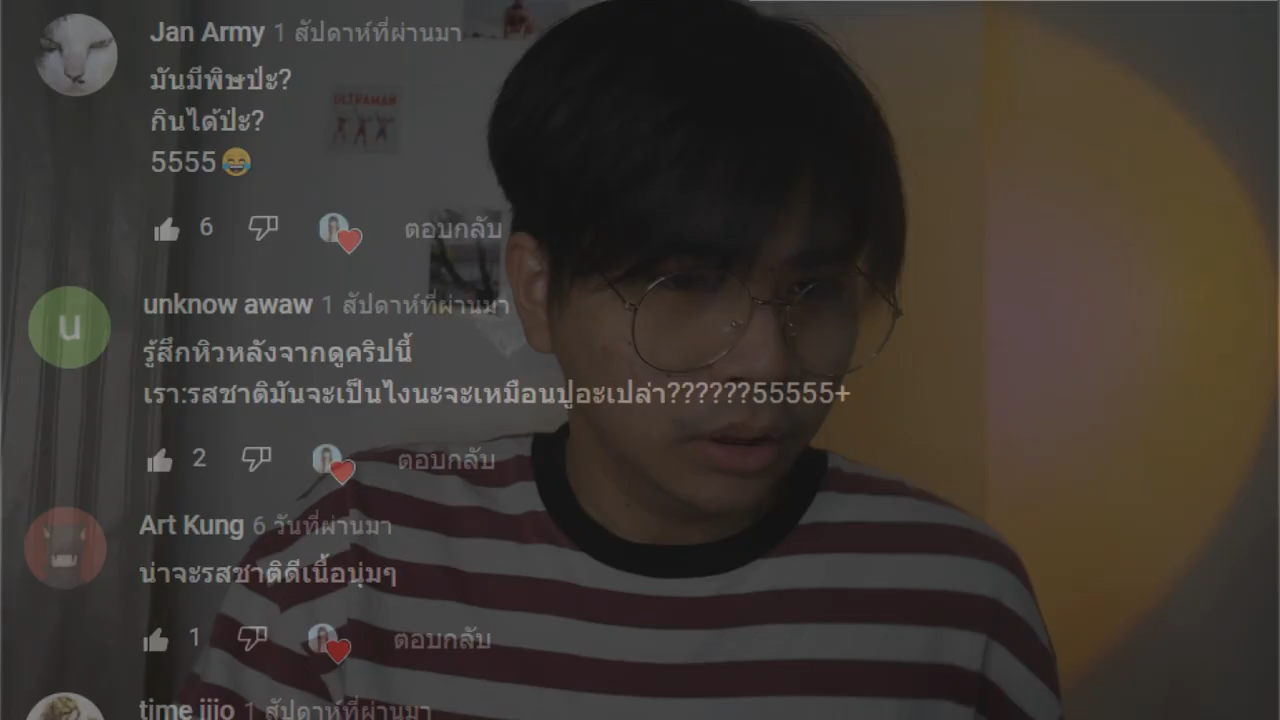 Jan Army 1 สัปดาห์ที่ผ่านมา
มันมีพิษป่ะ?
กินได้ป่ะ?
5555😂
6
ตอบกลับ
ULTRAMAN
u
unknow awaw 1 สัปดาห์ที่ผ่านมา
รู้สึกหิวหลังจากดูคริปนี้
เรา:รสชาติมันจะเป็นไงนะจะเหมือนปูอะเปล่า??????55555+
2
ตอบกลับ
Art Kung 6 วันที่ผ่านมา
น่าจะรสชาติดีเนื้อนุ่มๆ
1
ตอบกลับ
time jijo 1 สัปดาห์ที่ผ่านมา